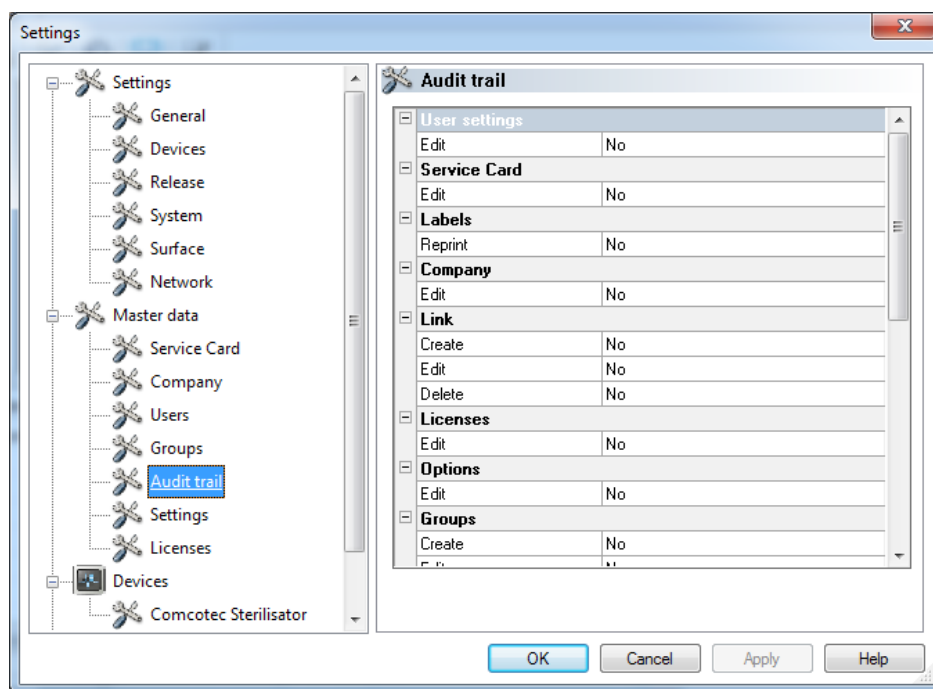 Settings
Settings
General
Devices
Release
System
Surface
Network
Master data
Service Card
Company
Users
Groups
Audit trail
Settings
Licenses
Devices
Comcotec Sterilisator
Audit trail
User settings
Edit No
Service Card
Edit No
Labels
Reprint No
Company
Edit No
Link
Create No
Edit No
Delete No
Licenses
Edit No
Options
Edit No
Groups
Create No
OK Cancel Apply Help